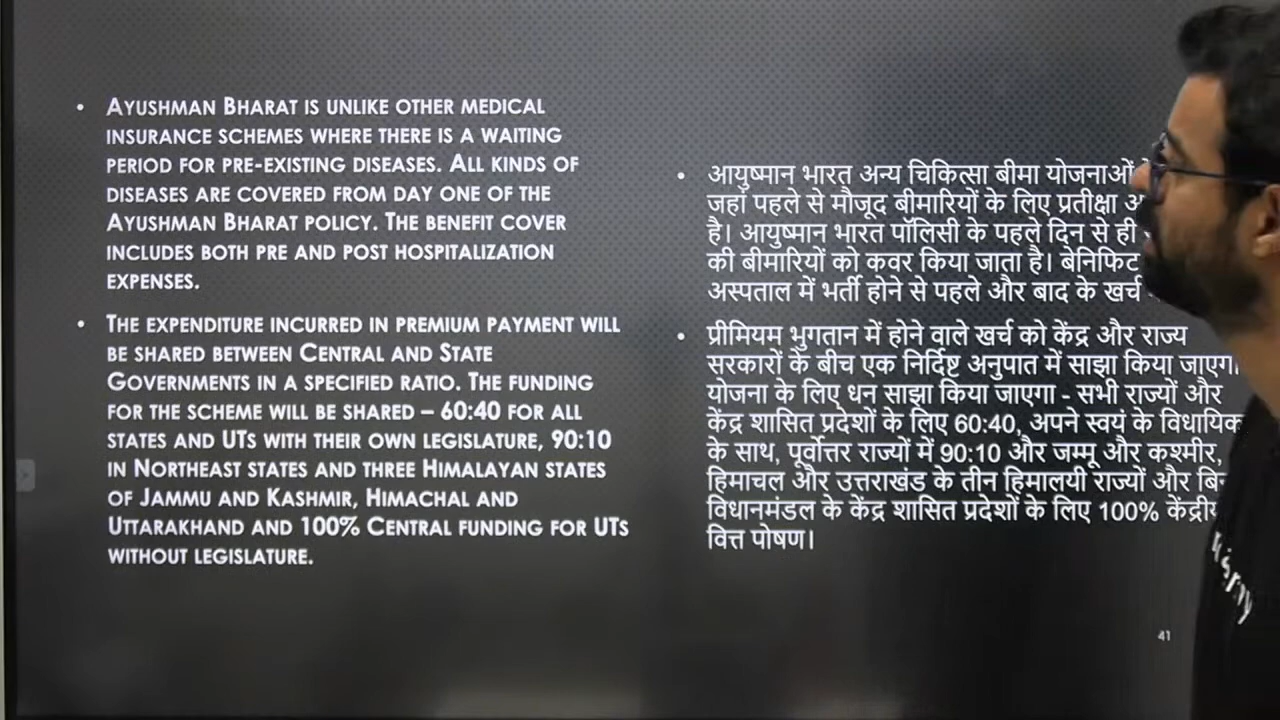 • Ayushman Bharat is unlike other medical
insurance schemes where there is a waiting
period for pre-existing diseases. All kinds of
diseases are covered from day one of the
Ayushman Bharat policy. The benefit cover
includes both pre and post hospitalization
expenses.
• The expenditure incurred in premium payment will
be shared between Central and State
Governments in a specified ratio. The funding
for the scheme will be shared – 60:40 for all
states and UTs with their own legislature, 90:10
in Northeast states and three Himalayan states
of Jammu and Kashmir, Himachal and
Uttarakhand and 100% Central funding for UTs
without legislature.
• आयुष्मान भारत अन्य चिकित्सा बीमा योजनाओं
जहां पहले से मौजूद बीमारियों के लिए प्रतीक्षा
है। आयुष्मान भारत पॉलिसी के पहले दिन से ही
की बीमारियों को कवर किया जाता है। बेनिफिट
अस्पताल में भर्ती होने से पहले और बाद के खर्च
• प्रीमियम भुगतान में होने वाले खर्च को केंद्र और राज्य
सरकारों के बीच एक निर्दिष्ट अनुपात में साझा किया जाएगा
योजना के लिए धन साझा किया जाएगा - सभी राज्यों और
केंद्र शासित प्रदेशों के लिए 60:40, अपने स्वयं के
के साथ, पूर्वोत्तर राज्यों में 90:10 और जम्मू और कश्मीर,
हिमाचल और उत्तराखंड के तीन हिमालयी राज्यों और
विधानमंडल के केंद्र शासित प्रदेशों के लिए 100%
वित्त पोषण।
41